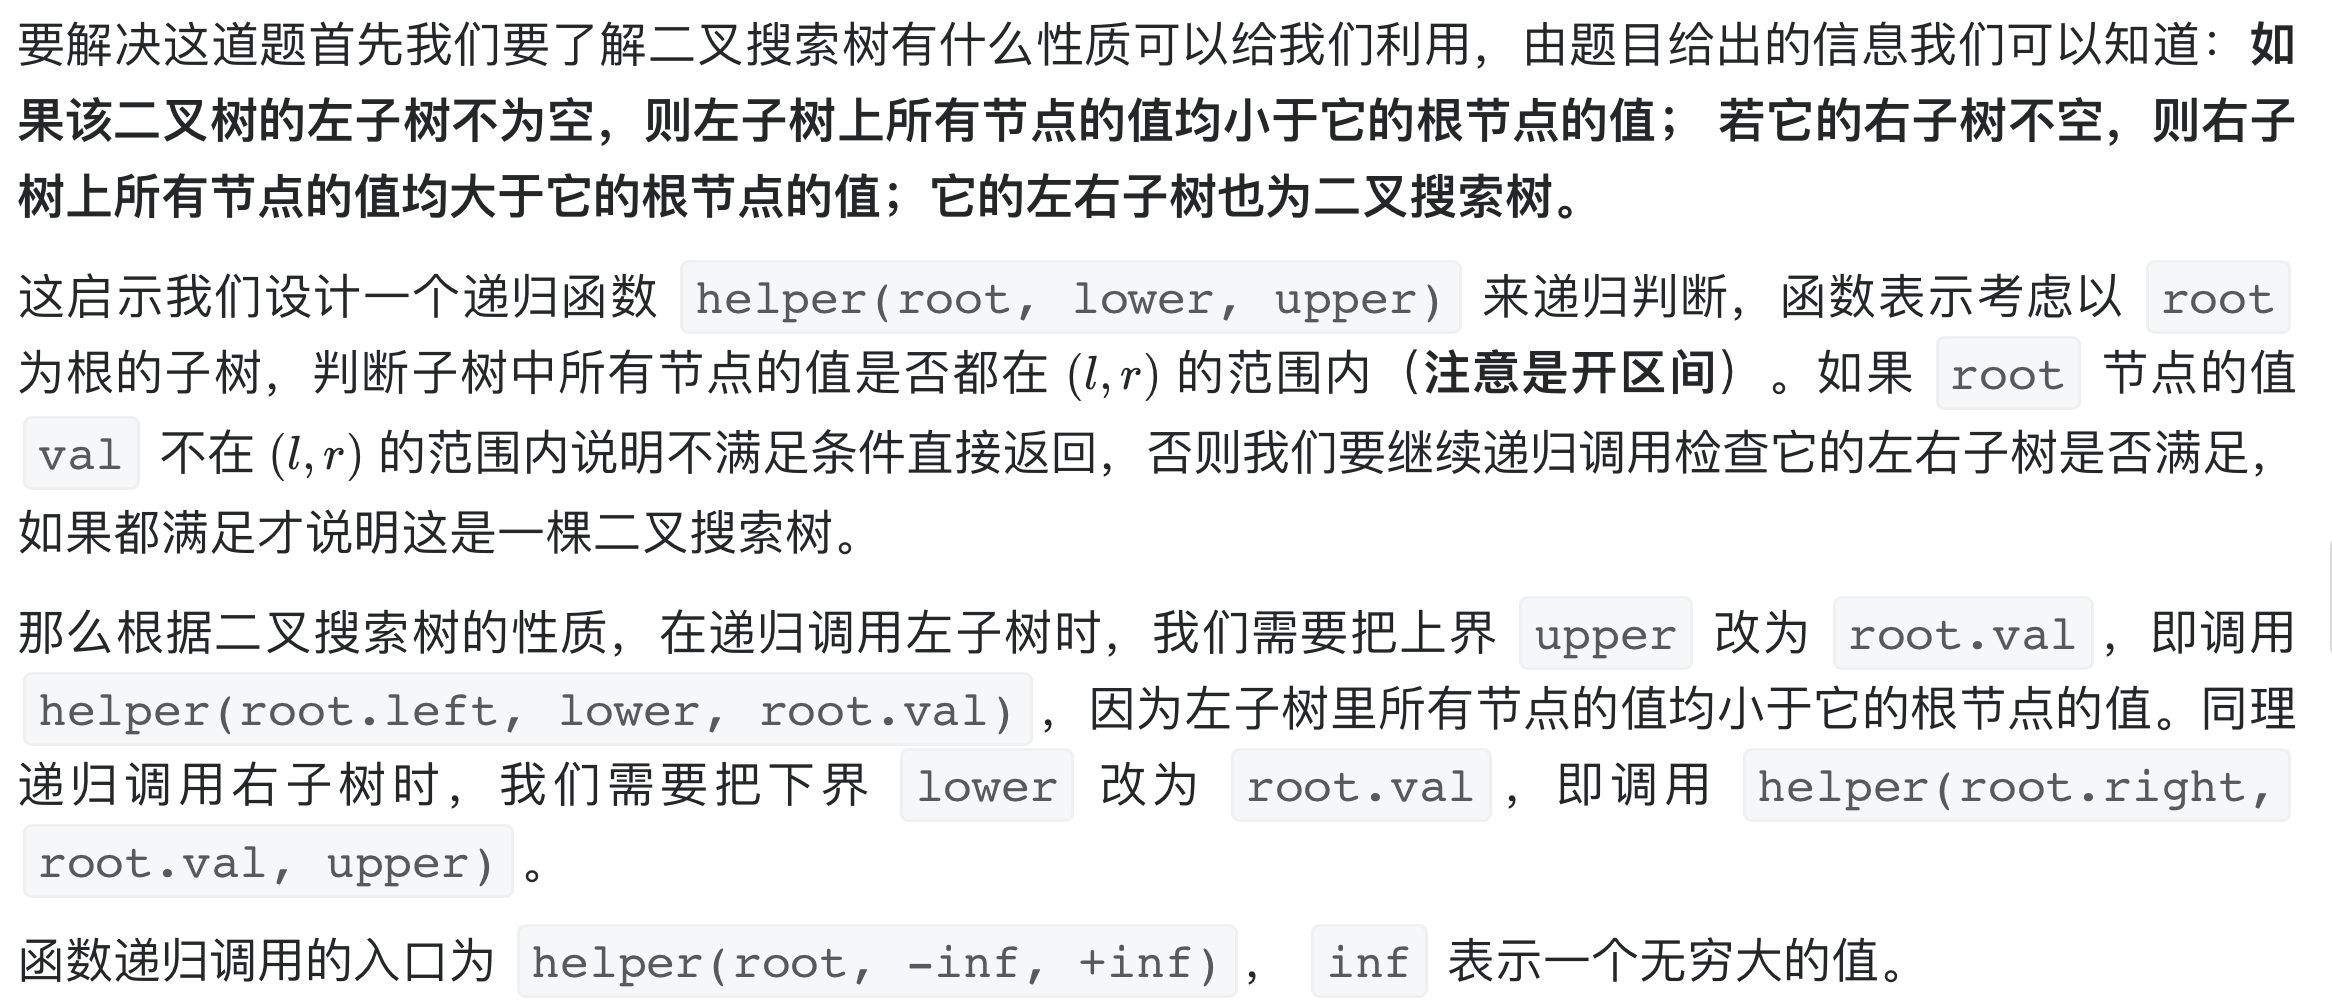 要解决这道题首先我们要了解二叉搜索树有什么性质可以给我们利用，由题目给出的信息我们可以知道：如
果该二叉树的左子树不为空，则左子树上所有节点的值均小于它的根节点的值； 若它的右子树不空，则右子
树上所有节点的值均大于它的根节点的值；它的左右子树也为二叉搜索树。
这启示我们设计一个递归函数 helper(root, lower, upper) 来递归判断，函数表示考虑以 root
为根的子树，判断子树中所有节点的值是否都在 (l,r) 的范围内（注意是开区间）。如果 root 节点的值
val 不在 (l,r) 的范围内说明不满足条件直接返回，否则我们要继续递归调用检查它的左右子树是否满足，
如果都满足才说明这是一棵二叉搜索树。
那么根据二叉搜索树的性质，在递归调用左子树时，我们需要把上界 upper 改为 root.val，即调用
helper(root.left, lower, root.val)，因为左子树里所有节点的值均小于它的根节点的值。同理
递归调用右子树时，我们需要把下界 lower 改为 root.val，即调用 helper(root.right,
root.val, upper)。
函数递归调用的入口为 helper(root, -inf, +inf)， inf 表示一个无穷大的值。